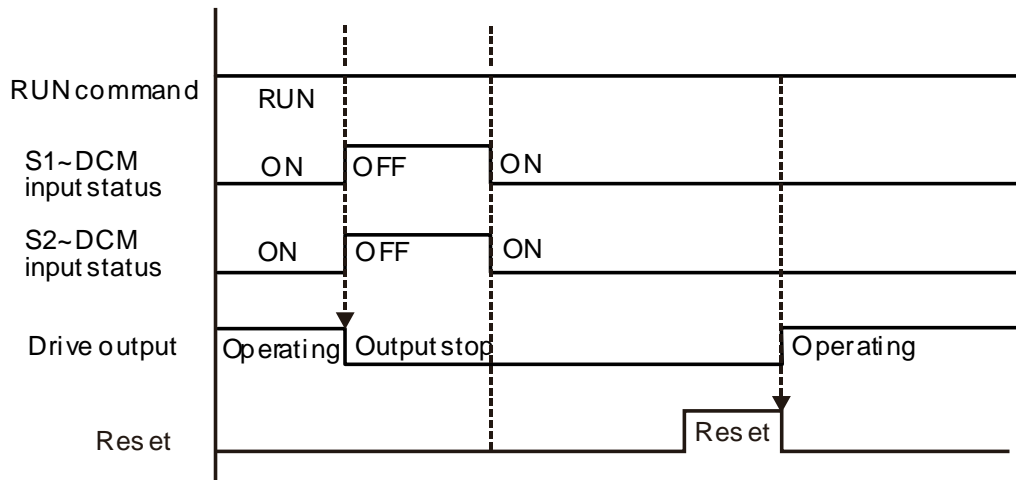 RUN command
RUN
S1~DCM
input status
ON
OFF
ON
S2~DCM
input status
ON
OFF
ON
Drive output
Operating
Output stop
Operating
Reset
Reset